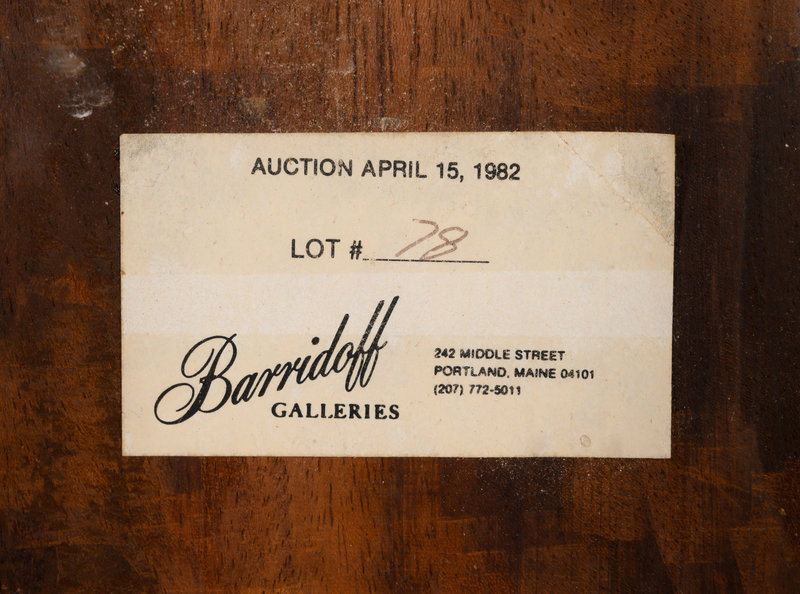 AUCTION APRIL 15, 1982
LOT # 78
Barridoff
GALLERIES
242 MIDDLE STREET
PORTLAND, MAINE 04101
(207) 772-5011